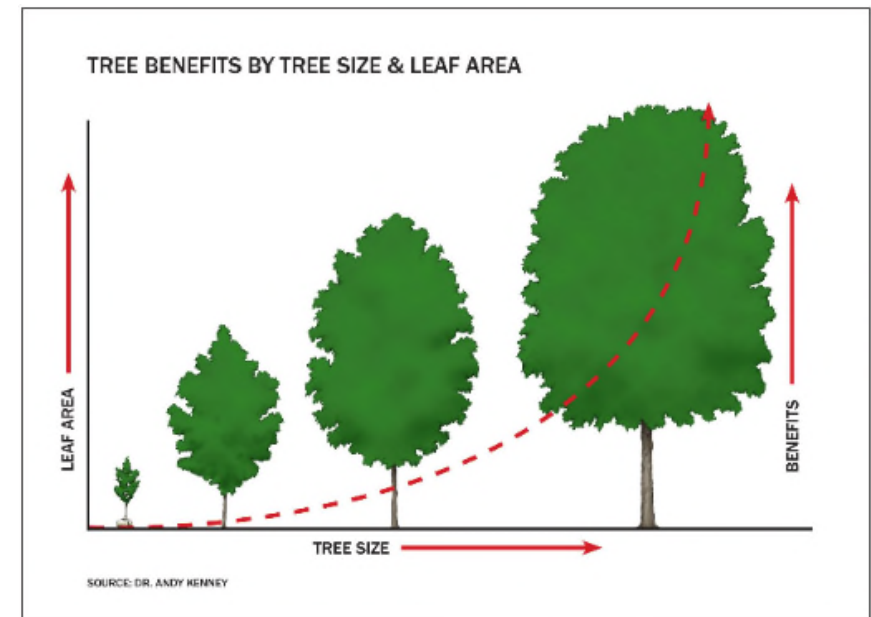 TREE BENEFITS BY TREE SIZE & LEAF AREA
LEAF AREA
BENEFITS
TREE SIZE
SOURCE: DR. ANDY KENNEY